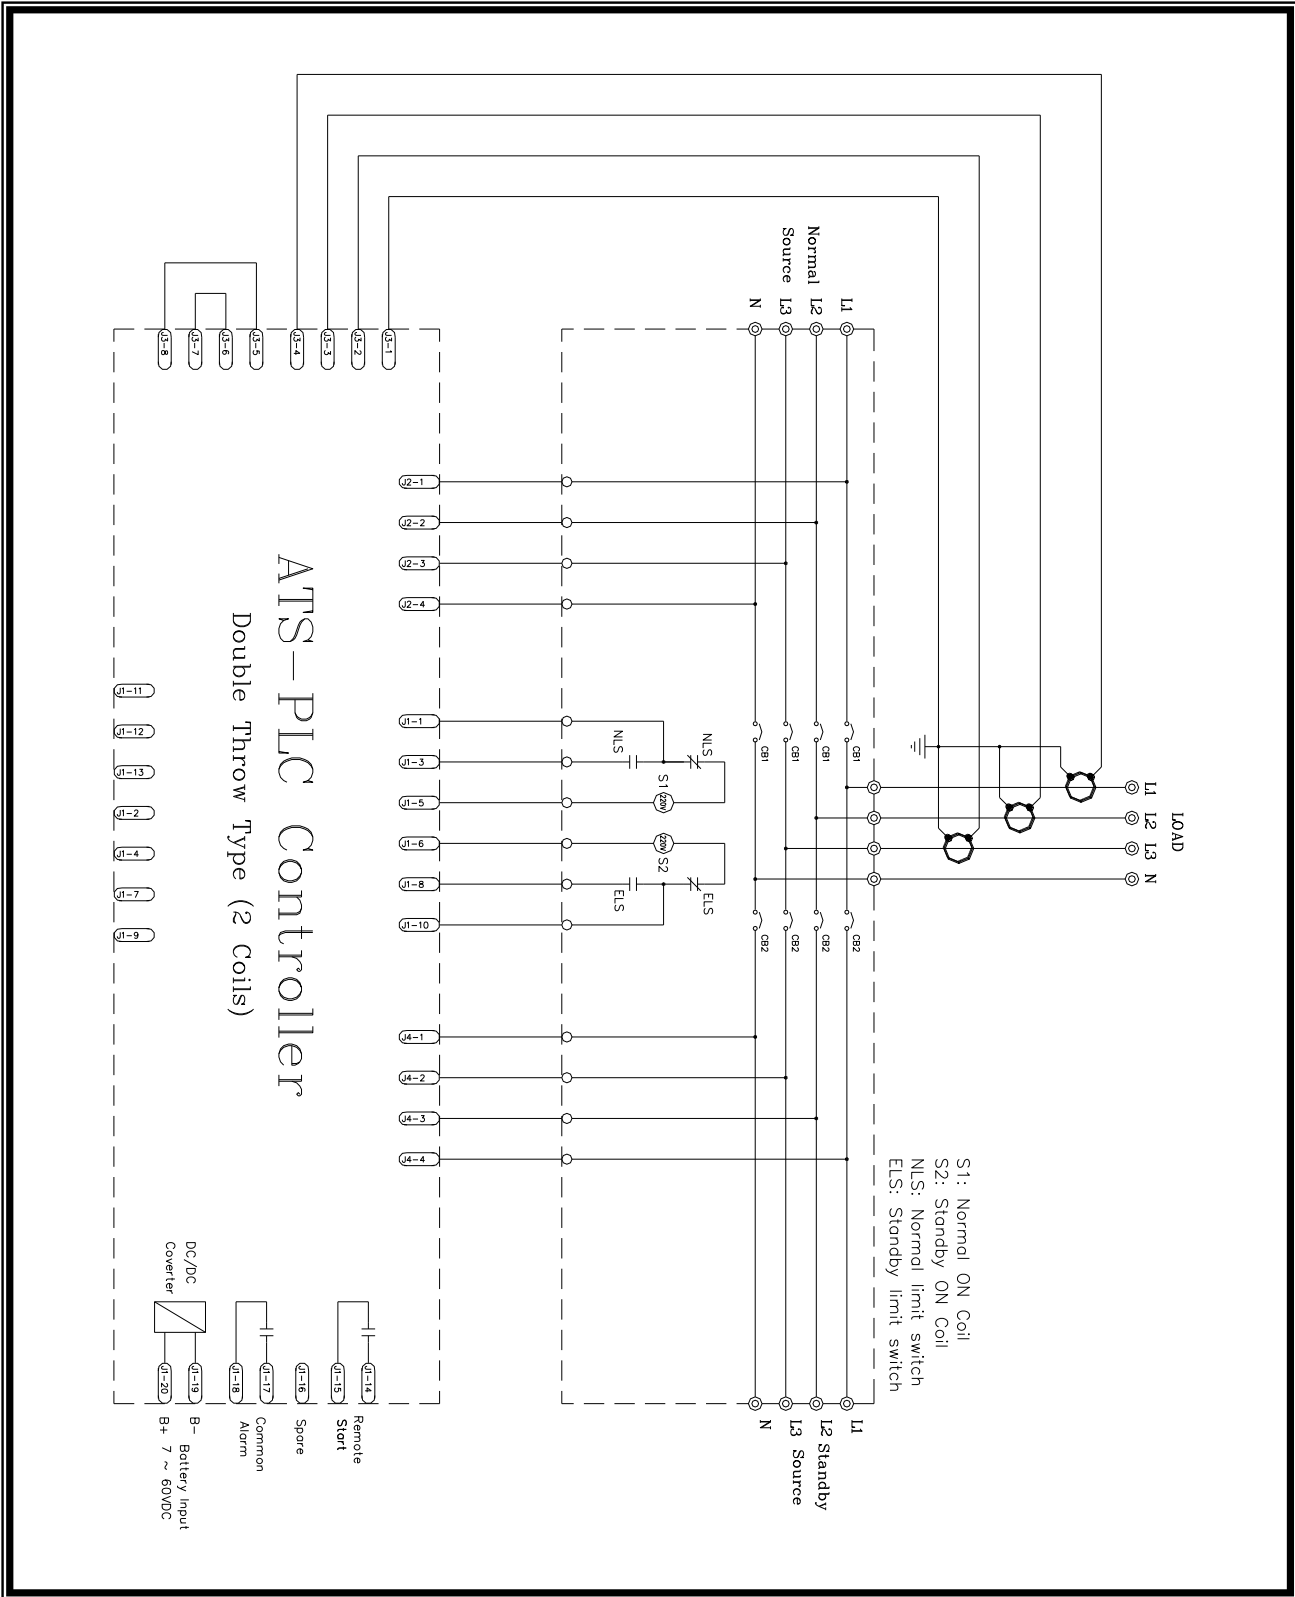 Normal
Source
L1
L2
L3
N
J3-8
J3-7
J3-6
J3-5
J3-4
J3-3
J3-2
J3-1
J2-1
J2-2
J2-3
J2-4
ATS-PLC Controller
Double Throw Type (2 Coils)
J1-11
J1-12
J1-13
J1-2
J1-4
J1-7
J1-9
J1-1
J1-3
J1-5
J1-6
J1-8
J1-10
NLS
NLS
S1
220V
220V
S2
ELS
ELS
CB1
CB1
CB1
CB1
CB2
CB2
CB2
CB2
LOAD
L1
L2
L3
N
J4-1
J4-2
J4-3
J4-4
S1: Normal ON Coil
S2: Standby ON Coil
NLS: Normal limit switch
ELS: Standby limit switch
DC/DC
Coverter
J1-20
J1-19
J1-18
J1-17
J1-16
J1-15
J1-14
Remote
Start
Spare
Common
Alarm
B- Battery Input
B+ 7 ~ 60VDC
L1
L2 Standby
L3 Source
N